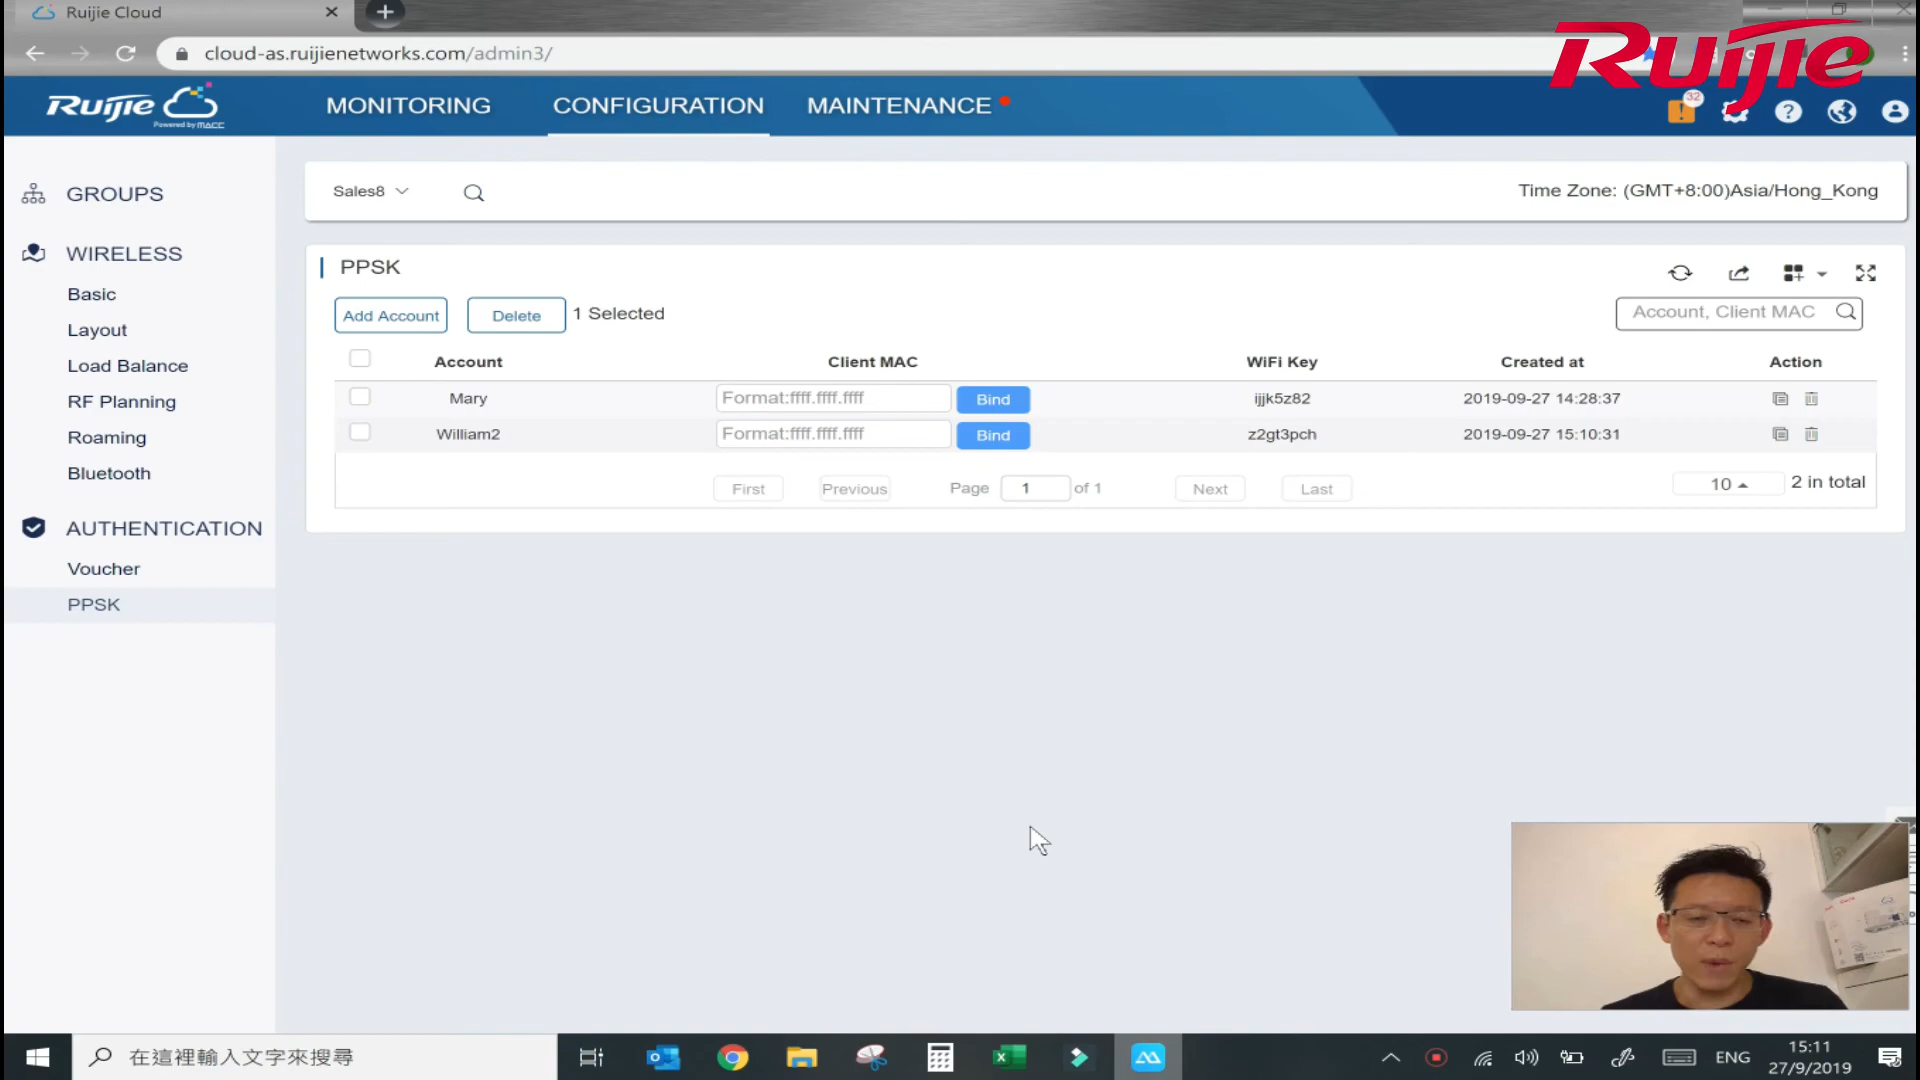 Ruijie Cloud
cloud-as.ruijienetworks.com/admin3/
Ruijie
Ruijie
Powered by MACC
MONITORING
CONFIGURATION
MAINTENANCE
32
GROUPS
WIRELESS
Basic
Layout
Load Balance
RF Planning
Roaming
Bluetooth
AUTHENTICATION
Voucher
PPSK
Sales8
Time Zone: (GMT+8:00)Asia/Hong_Kong
PPSK
Add Account
Delete
1 Selected
Account, Client MAC
Account Client MAC WiFi Key Created at Action
Mary Format:ffff.ffff.ffff Bind ijjk5z82 2019-09-27 14:28:37
William2 Format:ffff.ffff.ffff Bind z2gt3pch 2019-09-27 15:10:31
First Previous Page 1 of 1 Next Last 10 2 in total
在這裡輸入文字來搜尋
ENG
15:11
27/9/2019